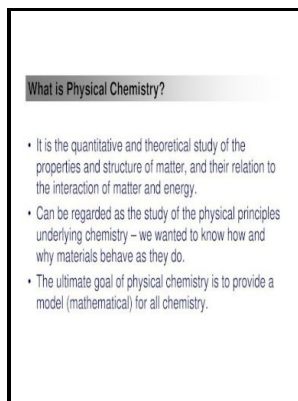 What is Physical Chemistry?
• It is the quantitative and theoretical study of the
properties and structure of matter, and their relation to
the interaction of matter and energy.
• Can be regarded as the study of the physical principles
underlying chemistry – we wanted to know how and
why materials behave as they do.
• The ultimate goal of physical chemistry is to provide a
model (mathematical) for all chemistry.